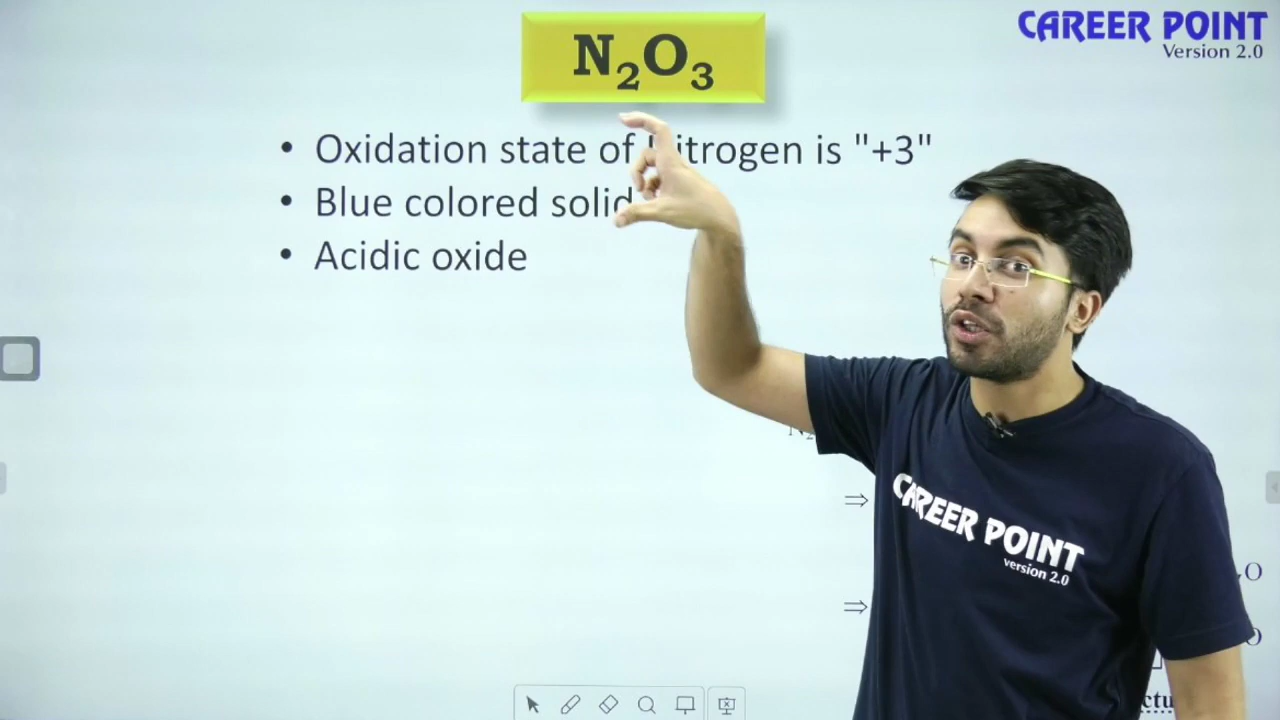 N₂O₃
CAREER POINT
Version 2.0
• Oxidation state of Nitrogen is "+3"
• Blue colored solid
• Acidic oxide
⇒
⇒
O
O
CAREER POINT
version 2.0